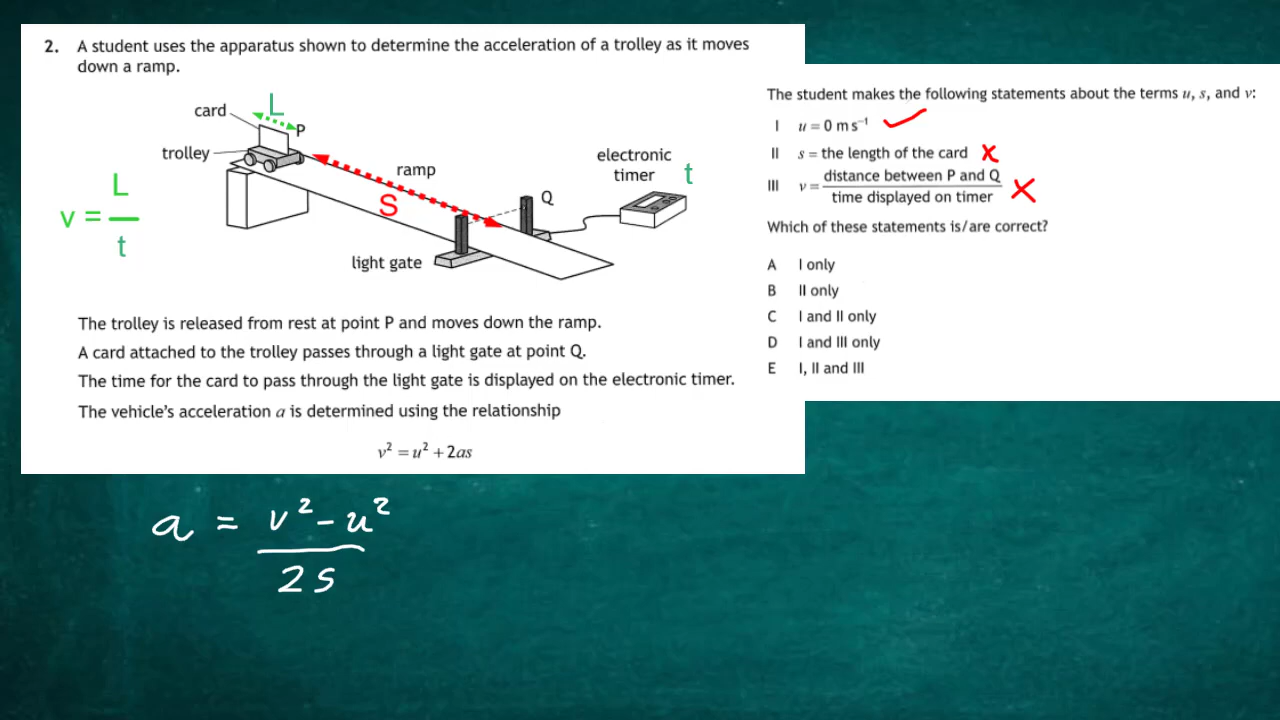 2. A student uses the apparatus shown to determine the acceleration of a trolley as it moves
down a ramp.
L
card
P
trolley
ramp
electronic
timer
t
S
Q
v = L/t
light gate
The trolley is released from rest at point P and moves down the ramp.
A card attached to the trolley passes through a light gate at point Q.
The time for the card to pass through the light gate is displayed on the electronic timer.
The vehicle's acceleration a is determined using the relationship
v² = u² + 2as
The student makes the following statements about the terms u, s, and v:
I u = 0 m s⁻¹ ✓
II s = the length of the card ✗
III v = distance between P and Q / time displayed on timer ✗
Which of these statements is/are correct?
A I only
B II only
C I and II only
D I and III only
E I, II and III
a = v² - u² / 2s